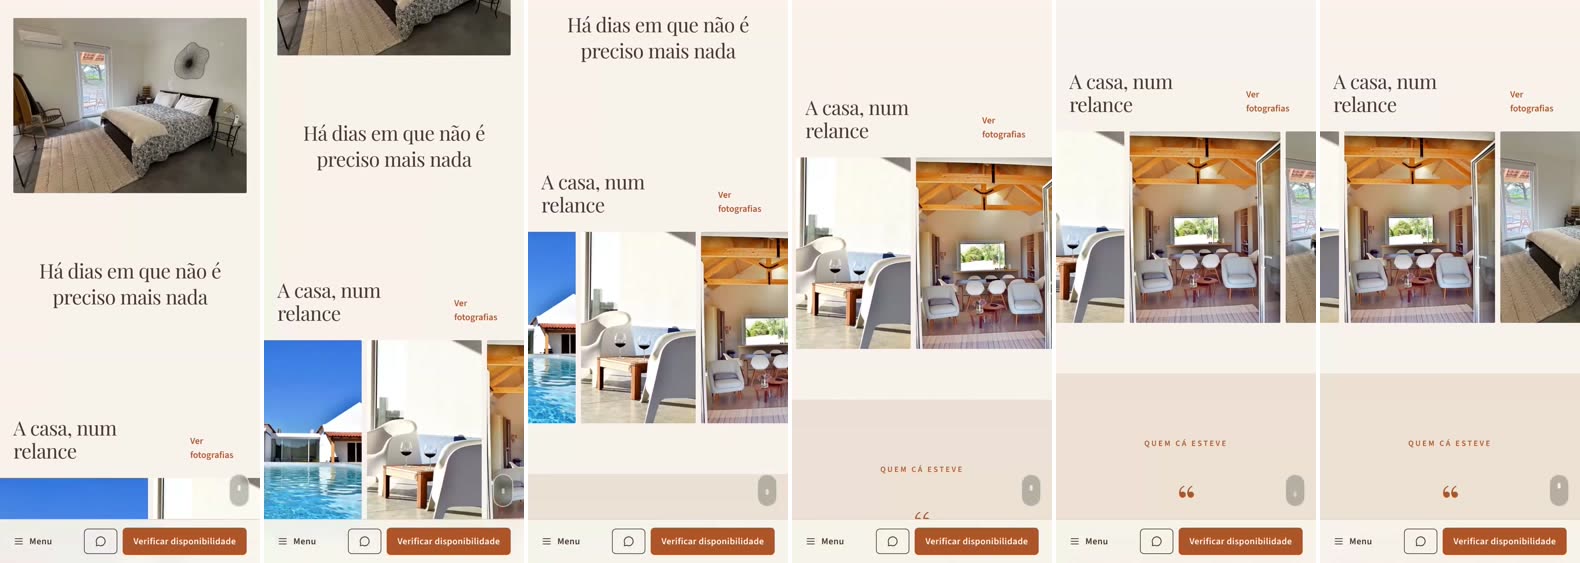 Há dias em que não é
preciso mais nada
A casa, num
relance
Ver
fotografias
Menu
Verificar disponibilidade
Há dias em que não é
preciso mais nada
A casa, num
relance
Ver
fotografias
Menu
Verificar disponibilidade
Há dias em que não é
preciso mais nada
A casa, num
relance
Ver
fotografias
Menu
Verificar disponibilidade
A casa, num
relance
Ver
fotografias
QUEM CÁ ESTEVE
“
Menu
Verificar disponibilidade
A casa, num
relance
Ver
fotografias
QUEM CÁ ESTEVE
“
Menu
Verificar disponibilidade
A casa, num
relance
Ver
fotografias
QUEM CÁ ESTEVE
“
Menu
Verificar disponibilidade